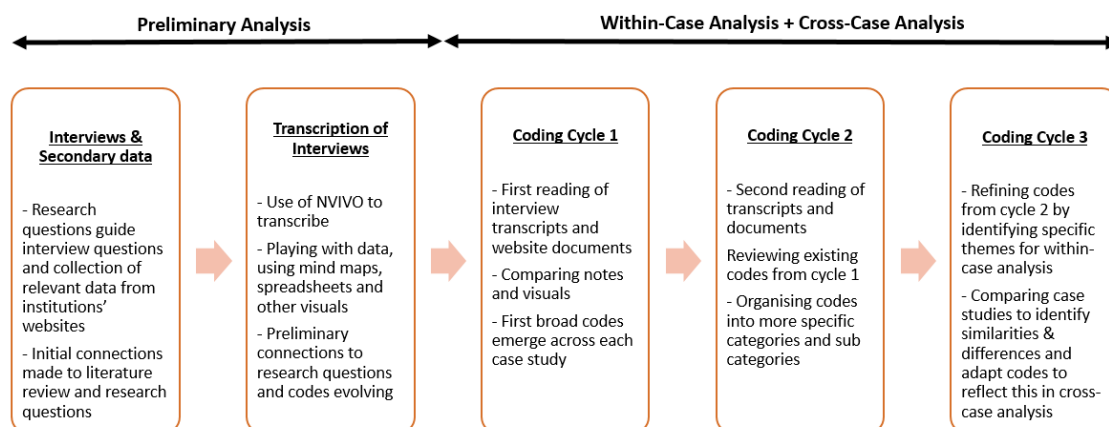 Preliminary Analysis
Within-Case Analysis + Cross-Case Analysis
Interviews &
Secondary data
- Research
questions guide
interview questions
and collection of
relevant data from
institutions'
websites
- Initial connections
made to literature
review and research
questions
Transcription of
Interviews
- Use of NVIVO to
transcribe
- Playing with data,
using mind maps,
spreadsheets and
other visuals
- Preliminary
connections to
research questions
and codes evolving
Coding Cycle 1
- First reading of
interview
transcripts and
website documents
- Comparing notes
and visuals
- First broad codes
emerge across each
case study
Coding Cycle 2
- Second reading of
transcripts and
documents
Reviewing existing
codes from cycle 1
- Organising codes
into more specific
categories and sub
categories
Coding Cycle 3
- Refining codes
from cycle 2 by
identifying specific
themes for within-
case analysis
- Comparing case
studies to identify
similarities &
differences and
adapt codes to
reflect this in cross-
case analysis